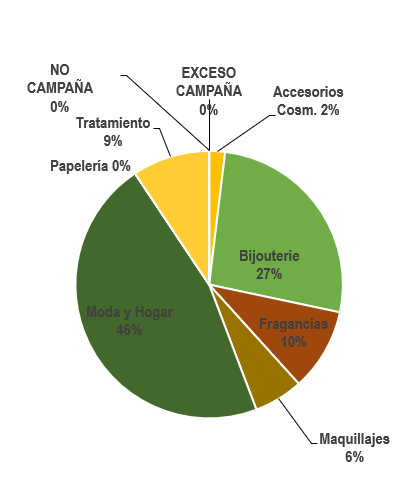 NO
CAMPAÑA
0%
EXCESO
CAMPAÑA
0%
Accesorios
Cosm. 2%
Tratamiento
9%
Papelería 0%
Bijouterie
27%
Moda y Hogar
46%
Fragancias
10%
Maquillajes
6%